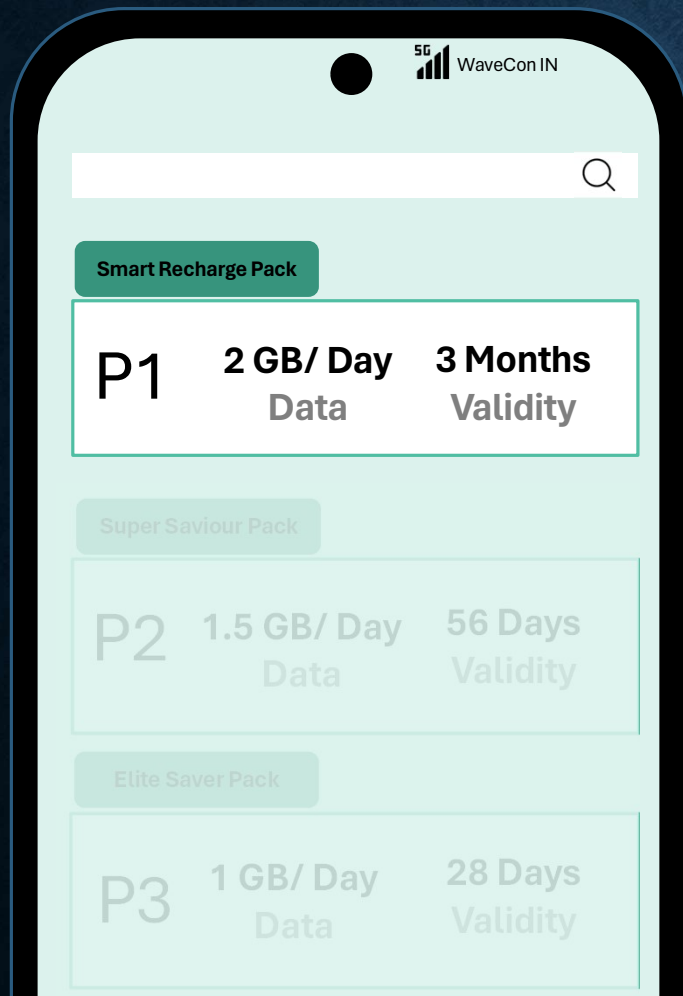 5G WaveCon IN
Smart Recharge Pack
P1 2 GB/ Day 3 Months
Data Validity
Super Saviour Pack
P2 1.5 GB/ Day 56 Days
Data Validity
Elite Saver Pack
P3 1 GB/ Day 28 Days
Data Validity